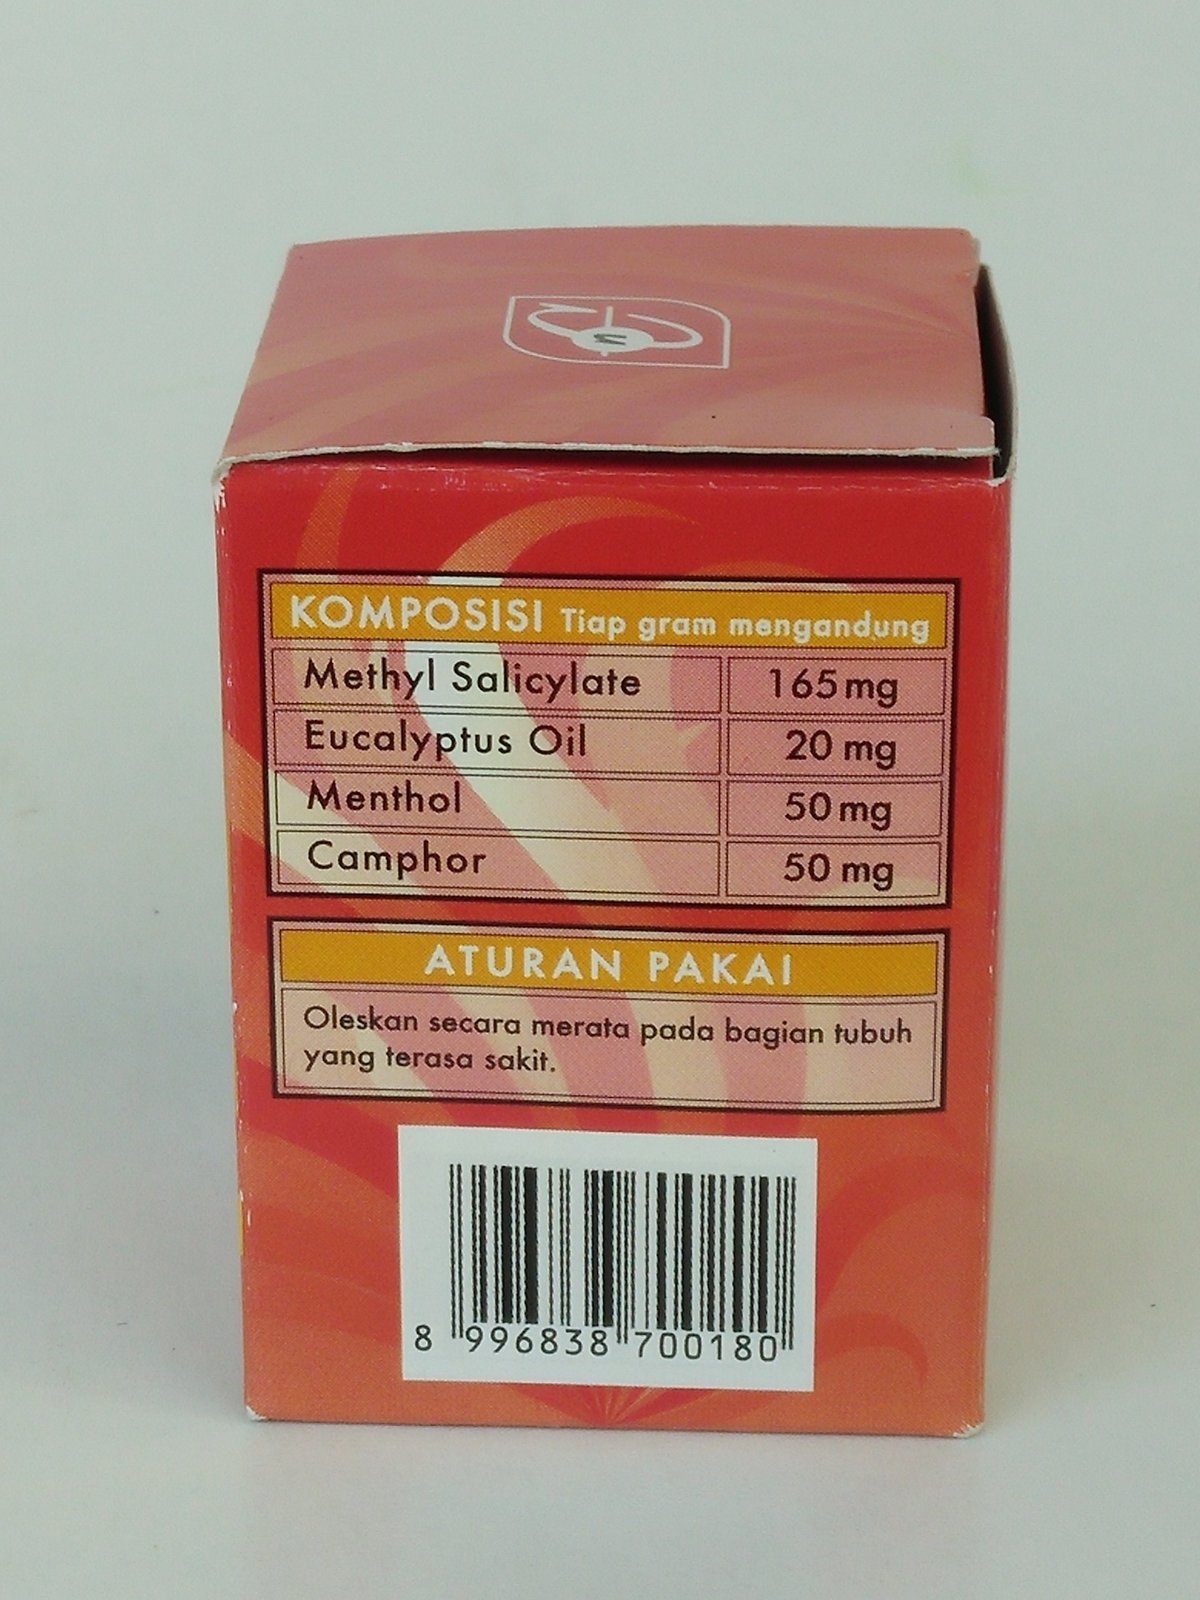 u
KOMPOSISI Tiap gram mengandung
Methyl Salicylate 165 mg
Eucalyptus Oil 20 mg
Menthol 50 mg
Camphor 50 mg
ATURAN PAKAI
Oleskan secara merata pada bagian tubuh
yang terasa sakit.
8 996838 700180